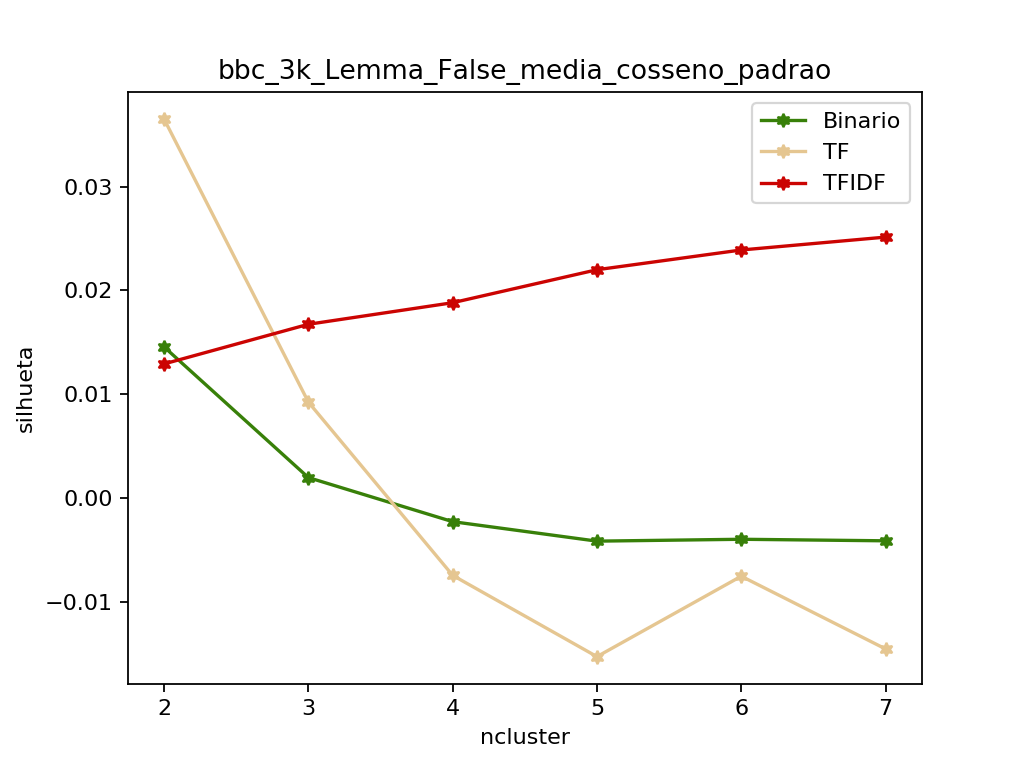 bbc_3k_Lemma_False_media_cosseno_padrao
Binario
TF
TFIDF
silhueta
0.03
0.02
0.01
0.00
−0.01
2 3 4 5 6 7
ncluster